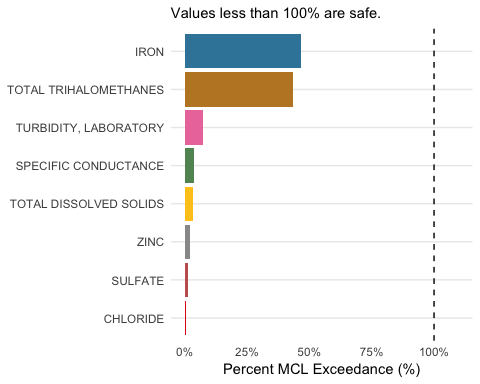 Values less than 100% are safe.
IRON
TOTAL TRIHALOMETHANES
TURBIDITY, LABORATORY
SPECIFIC CONDUCTANCE
TOTAL DISSOLVED SOLIDS
ZINC
SULFATE
CHLORIDE
0% 25% 50% 75% 100%
Percent MCL Exceedance (%)